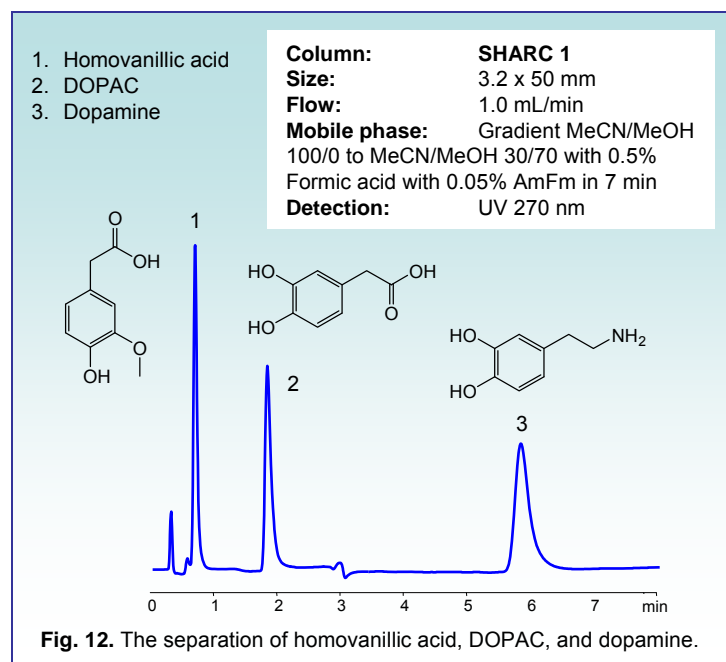 1. Homovanillic acid
2. DOPAC
3. Dopamine
Column: SHARC 1
Size: 3.2 x 50 mm
Flow: 1.0 mL/min
Mobile phase: Gradient MeCN/MeOH
100/0 to MeCN/MeOH 30/70 with 0.5%
Formic acid with 0.05% AmFm in 7 min
Detection: UV 270 nm
1
O
OH
O
OH
HO
HO
OH
O
2
HO
HO
NH2
3
0 1 2 3 4 5 6 7 min
Fig. 12. The separation of homovanillic acid, DOPAC, and dopamine.